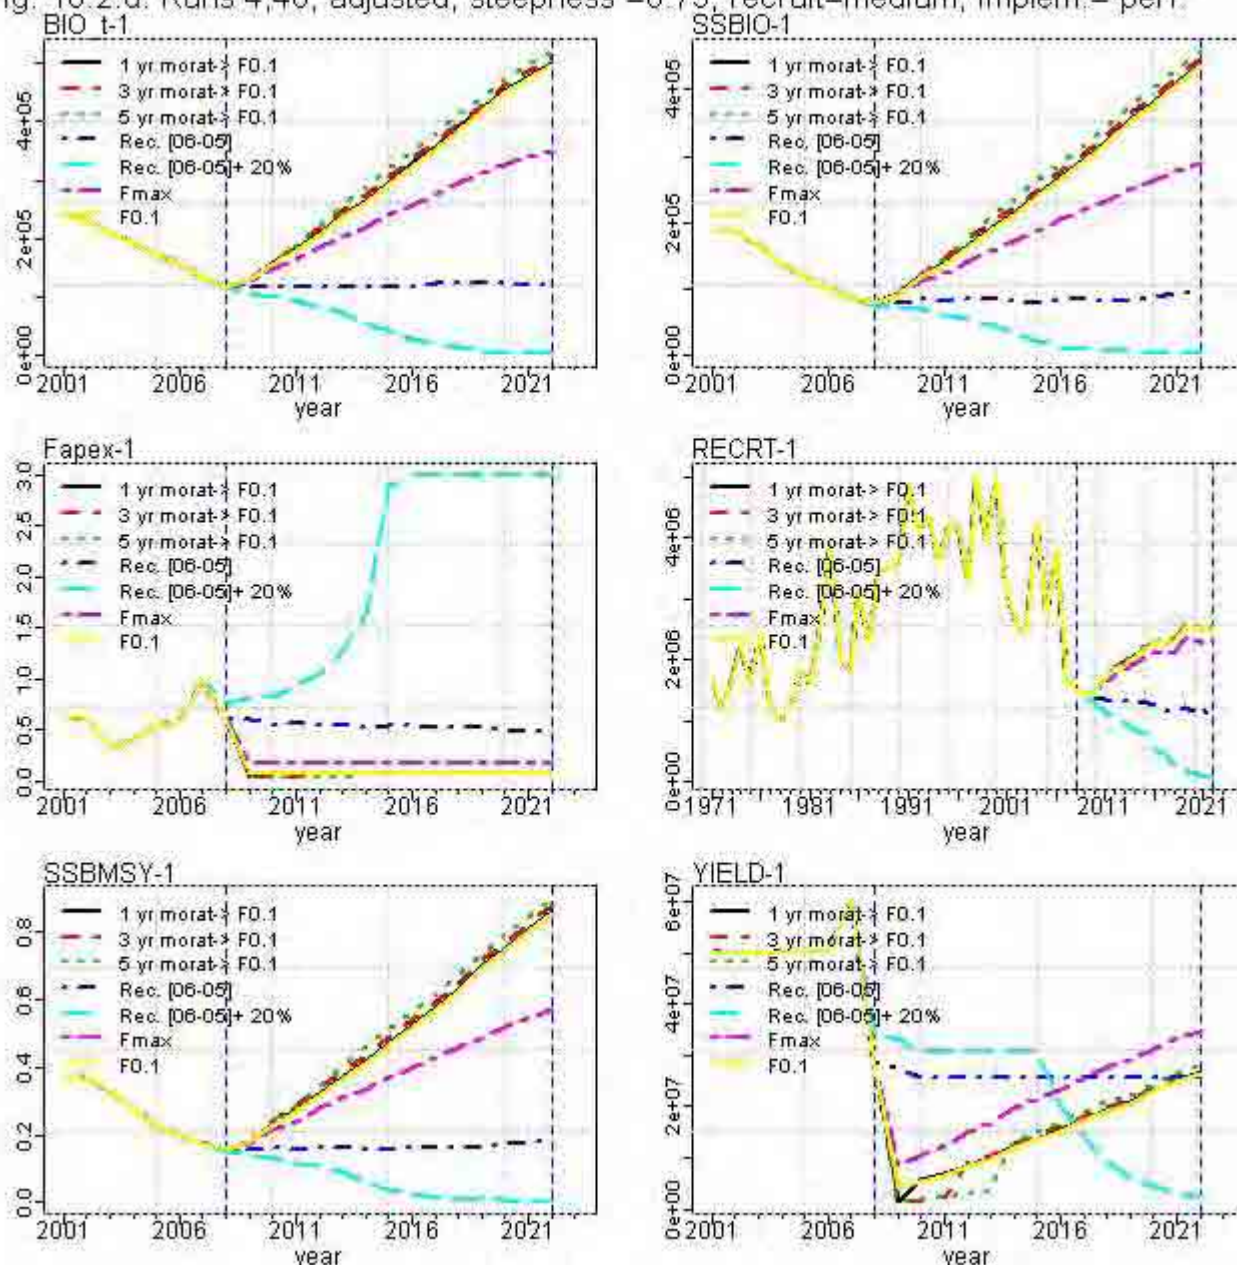 Runs 4,40, adjusted, steepness =0.75, recruit=medium, implem.= perf.
BIO_t-1
1 yr morat-> F0.1
3 yr morat-> F0.1
5 yr morat-> F0.1
Rec. [06-05]
Rec. [06-05]+ 20%
Fmax
F0.1
0e+00 2e+05 4e+05
2001 2006 2011 2016 2021
year
SSBIO-1
1 yr morat-> F0.1
3 yr morat-> F0.1
5 yr morat-> F0.1
Rec. [06-05]
Rec. [06-05]+ 20%
Fmax
F0.1
0e+00 2e+05 4e+05
2001 2006 2011 2016 2021
year
Fapex-1
1 yr morat-> F0.1
3 yr morat-> F0.1
5 yr morat-> F0.1
Rec. [06-05]
Rec. [06-05]+ 20%
Fmax
F0.1
0.0 0.5 1.0 1.5 2.0 2.5 3.0
2001 2006 2011 2016 2021
year
RECRT-1
1 yr morat-> F0.1
3 yr morat-> F0.1
5 yr morat-> F0.1
Rec. [06-05]
Rec. [06-05]+ 20%
Fmax
F0.1
0e+00 2e+06 4e+06
1971 1981 1991 2001 2011 2021
year
SSBMSY-1
1 yr morat-> F0.1
3 yr morat-> F0.1
5 yr morat-> F0.1
Rec. [06-05]
Rec. [06-05]+ 20%
Fmax
F0.1
0.0 0.2 0.4 0.6 0.8
2001 2006 2011 2016 2021
year
YIELD-1
1 yr morat-> F0.1
3 yr morat-> F0.1
5 yr morat-> F0.1
Rec. [06-05]
Rec. [06-05]+ 20%
Fmax
F0.1
0e+00 2e+07 4e+07 6e+07
2001 2006 2011 2016 2021
year